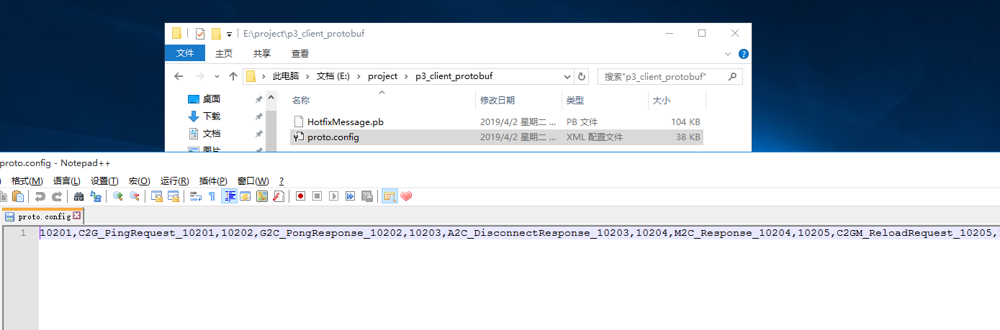 E:\project\p3_client_protobuf
文件 主页 共享 查看
此电脑 文档 (E:) project p3_client_protobuf 搜索"p3_client_protobuf"
桌面 名称 修改日期 类型 大小
下载 HotfixMessage.pb 2019/4/2 星期二 ... PB 文件 104 KB
文档 proto.config 2019/4/2 星期二 ... XML 配置文件 38 KB
图片
proto.config - Notepad++
格式(M) 语言(L) 设置(T) 宏(O) 运行(R) 插件(P) 窗口(W) ?
proto.config
1 10201,C2G_PingRequest_10201,10202,G2C_PongResponse_10202,10203,A2C_DisconnectResponse_10203,10204,M2C_Response_10204,10205,C2GM_ReloadRequest_10205,